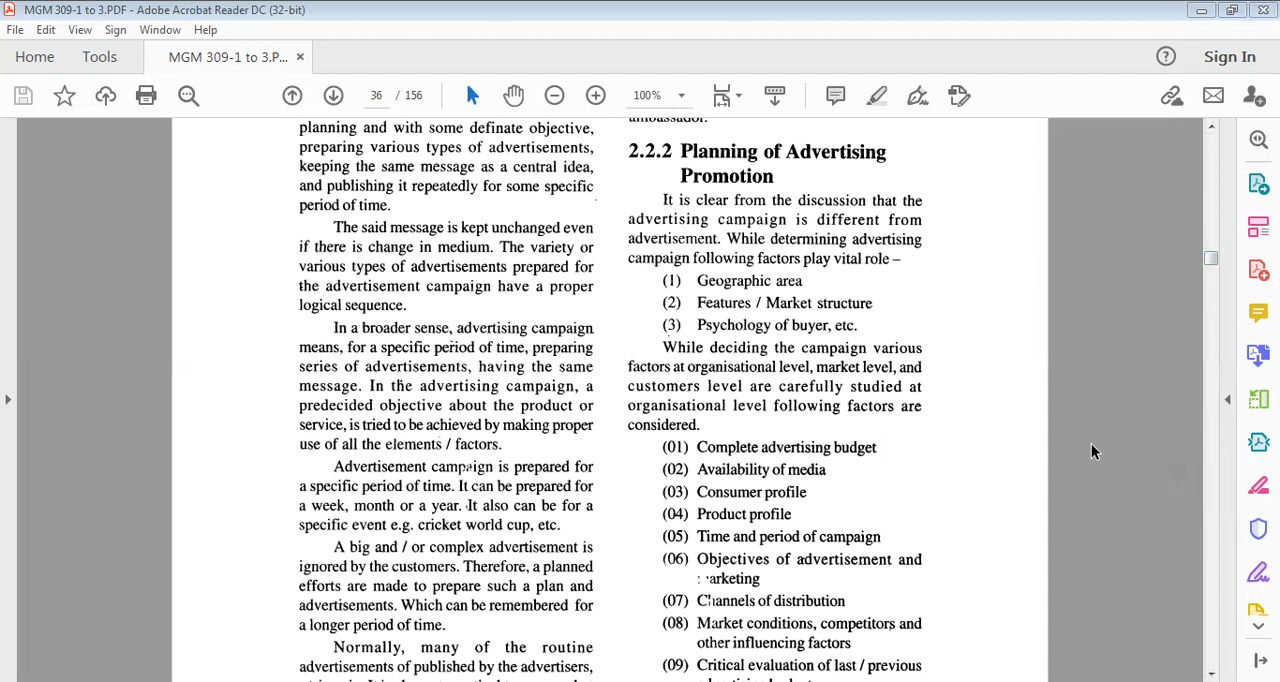 MGM 309-1 to 3.PDF - Adobe Acrobat Reader DC (32-bit)
File Edit View Sign Window Help
Home Tools MGM 309-1 to 3.P... ×
Sign In
36 / 156
100%
planning and with some definate objective,
preparing various types of advertisements,
keeping the same message as a central idea,
and publishing it repeatedly for some specific
period of time.
The said message is kept unchanged even
if there is change in medium. The variety or
various types of advertisements prepared for
the advertisement campaign have a proper
logical sequence.
In a broader sense, advertising campaign
means, for a specific period of time, preparing
series of advertisements, having the same
message. In the advertising campaign, a
predecided objective about the product or
service, is tried to be achieved by making proper
use of all the elements / factors.
Advertisement campaign is prepared for
a specific period of time. It can be prepared for
a week, month or a year. It also can be for a
specific event e.g. cricket world cup, etc.
A big and / or complex advertisement is
ignored by the customers. Therefore, a planned
efforts are made to prepare such a plan and
advertisements. Which can be remembered for
a longer period of time.
Normally, many of the routine
advertisements of published by the advertisers,
ambassador.
2.2.2 Planning of Advertising
Promotion
It is clear from the discussion that the
advertising campaign is different from
advertisement. While determining advertising
campaign following factors play vital role –
(1) Geographic area
(2) Features / Market structure
(3) Psychology of buyer, etc.
While deciding the campaign various
factors at organisational level, market level, and
customers level are carefully studied at
organisational level following factors are
considered.
(01) Complete advertising budget
(02) Availability of media
(03) Consumer profile
(04) Product profile
(05) Time and period of campaign
(06) Objectives of advertisement and
marketing
(07) Channels of distribution
(08) Market conditions, competitors and
other influencing factors
(09) Critical evaluation of last / previous